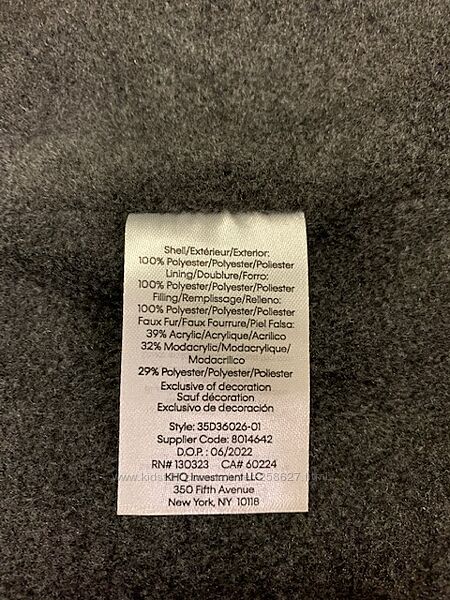 Shell/Extérieur/Exterior:
100% Polyester/Polyester/Poliester
Lining/Doublure/Forro:
100% Polyester/Polyester/Poliester
Filling/Remplissage/Relleno:
100% Polyester/Polyester/Poliester
Faux Fur/Faux Fourrure/Piel Falsa:
39% Acrylic/Acrylique/Acrilico
32% Modacrylic/Modacrylique/
Modacrilico
29% Polyester/Polyester/Poliester
Exclusive of decoration
Sauf décoration
Exclusivo de decoración
Style: 35D36026-01
Supplier Code: 8014642
D.O.P.: 06/2022
RN# 130323 CA# 60224
KHQ Investment LLC
350 Fifth Avenue
New York, NY 10118